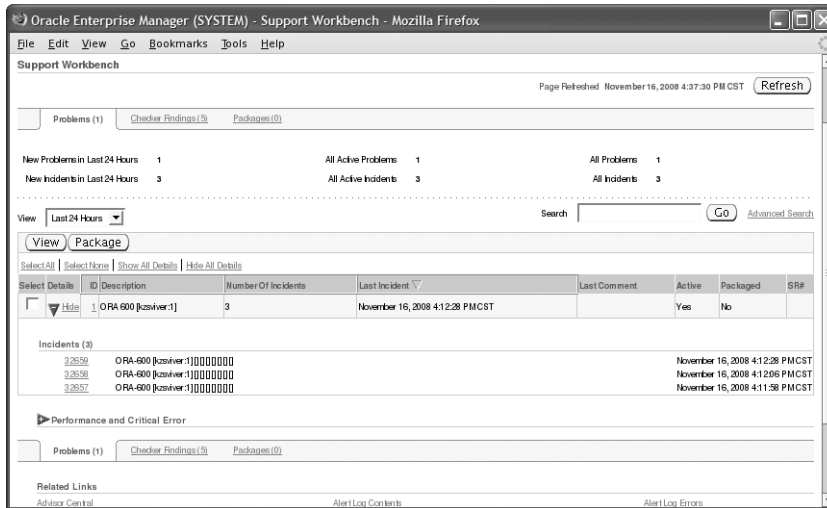 Oracle Enterprise Manager (SYSTEM) - Support Workbench - Mozilla Firefox
File Edit View Go Bookmarks Tools Help
Support Workbench
Page Refreshed November 16, 2008 4:37:30 PM CST Refresh
Problems (1) Checker Findings (5) Packages (0)
New Problems in Last 24 Hours 1 All Active Problems 1 All Problems 1
New Incidents in Last 24 Hours 3 All Active Incidents 3 All Incidents 3
View Last 24 Hours Search Go Advanced Search
View Package
Select All | Select None | Show All Details | Hide All Details
Select Details ID Description Number Of Incidents Last Incident Last Comment Active Packaged SR#
Hide 1 ORA 600 [kzsviver:1] 3 November 16, 2008 4:12:28 PM CST Yes No
Incidents (3)
32659 ORA-600 [kzsviver:1] [] [] [] [] [] [] [] November 16, 2008 4:12:28 PM CST
32658 ORA-600 [kzsviver:1] [] [] [] [] [] [] [] November 16, 2008 4:12:06 PM CST
32657 ORA-600 [kzsviver:1] [] [] [] [] [] [] [] November 16, 2008 4:11:58 PM CST
Performance and Critical Error
Problems (1) Checker Findings (5) Packages (0)
Related Links
Advisor Central Alert Log Contents Alert Log Errors